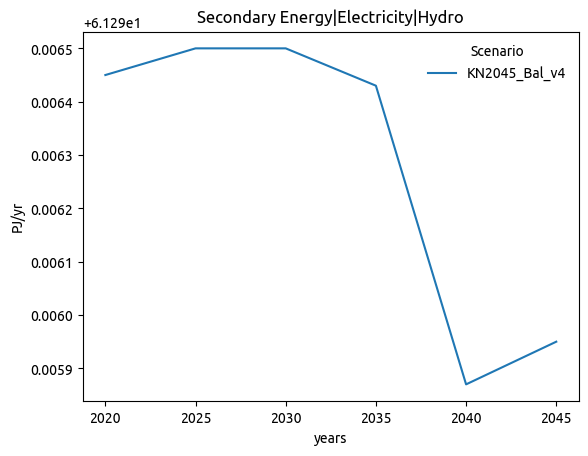 Secondary Energy|Electricity|Hydro
+6.129e1
Scenario
KN2045_Bal_v4
0.0065
0.0064
0.0063
0.0062
0.0061
0.0060
0.0059
PJ/yr
2020 2025 2030 2035 2040 2045
years